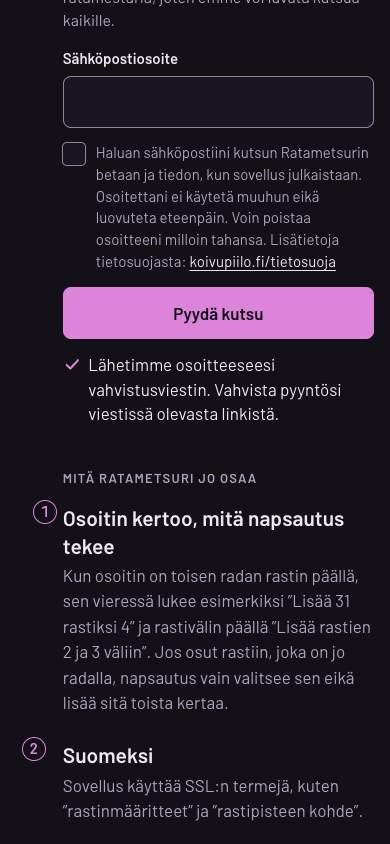 kaikille.
Sähköpostiosoite
Haluan sähköpostiini kutsun Ratametsurin
betaan ja tiedon, kun sovellus julkaistaan.
Osoitettani ei käytetä muuhun eikä
luovuteta eteenpäin. Voin poistaa
osoitteeni milloin tahansa. Lisätietoja
tietosuojasta: koivupiilo.fi/tietosuoja
Pyydä kutsu
Lähetimme osoitteeseesi
vahvistusviestin. Vahvista pyyntösi
viestissä olevasta linkistä.
MITÄ RATAMETSURI JO OSAA
1
Osoitin kertoo, mitä napsautus
tekee
Kun osoitin on toisen radan rastin päällä,
sen vieressä lukee esimerkiksi ”Lisää 31
rastiksi 4” ja rastivälin päällä ”Lisää rastien
2 ja 3 väliin”. Jos osut rastiin, joka on jo
radalla, napsautus vain valitsee sen eikä
lisää sitä toista kertaa.
2
Suomeksi
Sovellus käyttää SSL:n termejä, kuten
”rastinmääritteet” ja ”rastipisteen kohde”.